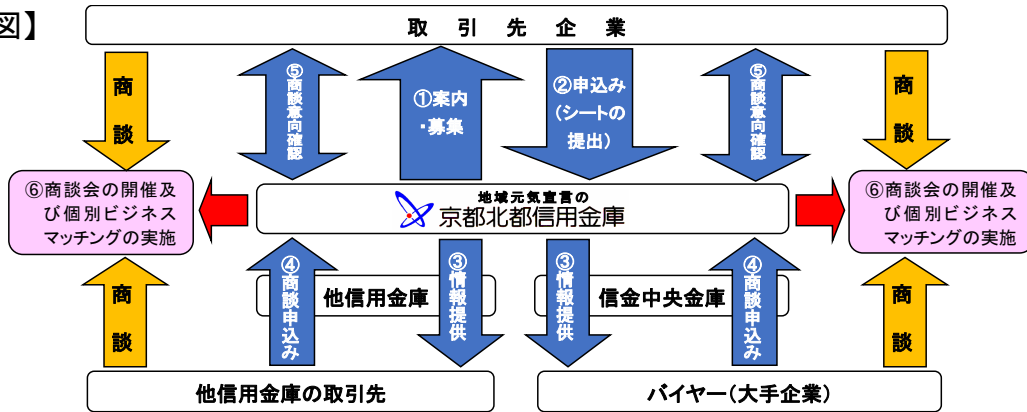 図】
取引先企業
商談
⑤商談意向確認
①案内
・募集
②申込み
(シートの
提出)
⑤商談意向確認
商談
⑥商談会の開催及
び個別ビジネス
マッチングの実施
地域元気宣言の
京都北都信用金庫
⑥商談会の開催及
び個別ビジネス
マッチングの実施
商談
④商談申込み
他信用金庫
③情報提供
③情報提供
信金中央金庫
④商談申込み
商談
他信用金庫の取引先
バイヤー(大手企業)